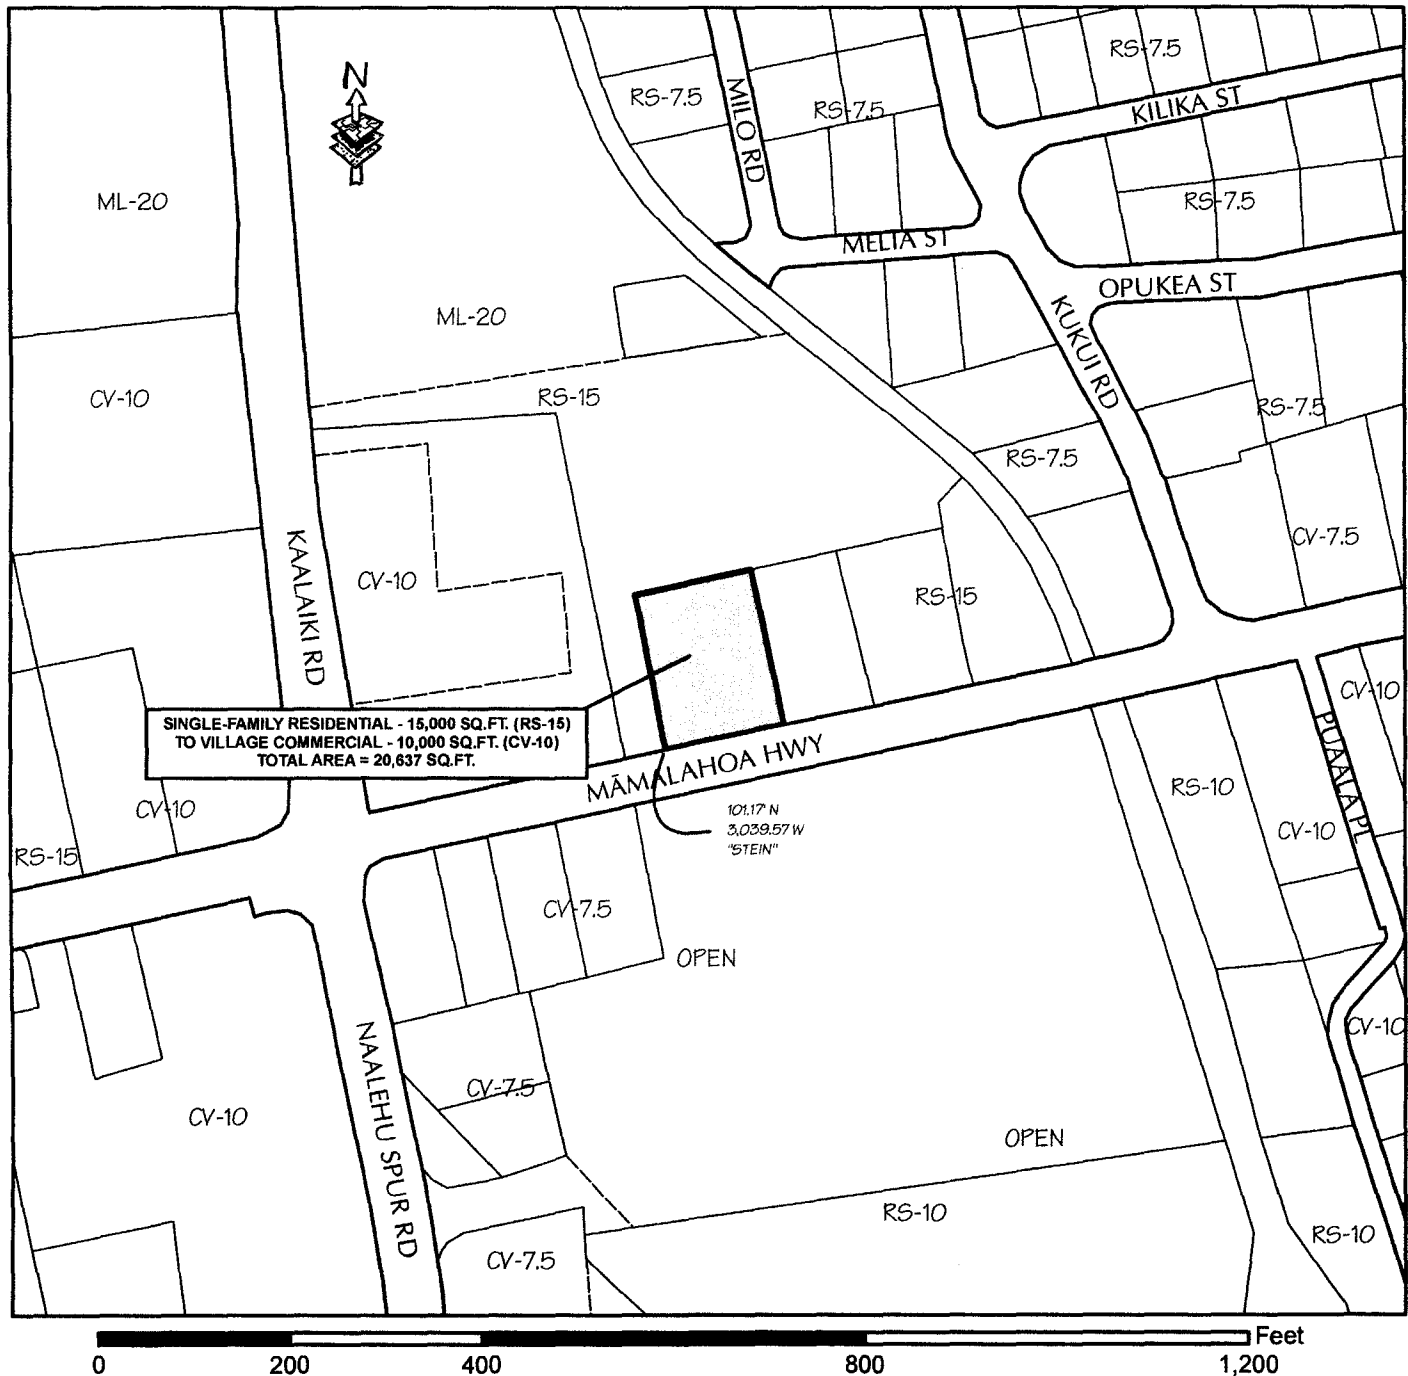 RS-7.5
KILIKA ST
N
RS-7.5
MILO RD
RS-7.5
ML-20
RS-7.5
MELIA ST
OPUKEA ST
ML-20
KUKUI RD
CV-10
RS-15
RS-7.5
RS-7.5
CV-7.5
KAALAIKI RD
CV-10
RS-15
CV-10
SINGLE-FAMILY RESIDENTIAL - 15,000 SQ.FT. (RS-15)
TO VILLAGE COMMERCIAL - 10,000 SQ.FT. (CV-10)
TOTAL AREA = 20,637 SQ.FT.
MĀMALAHOA HWY
PUAALA PL
RS-10
CV-10
101.17' N
3,039.57 W
"STEIN"
CV-10
RS-15
CV-7.5
OPEN
CV-10
NAALEHU SPUR RD
CV-7.5
CV-10
OPEN
RS-10
RS-10
CV-7.5
Feet
0
200
400
800
1,200